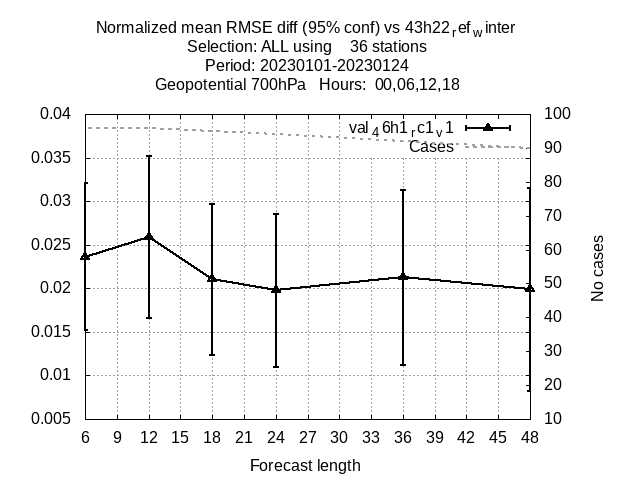 Normalized mean RMSE diff (95% conf) vs 43h22refwinter
Selection: ALL using 36 stations
Period: 20230101-20230124
Geopotential 700hPa Hours: 00,06,12,18
0.04
0.035
0.03
0.025
0.02
0.015
0.01
0.005
100
90
80
70
60
50
40
30
20
10
val46h1rc1v1
Cases
No cases
6 9 12 15 18 21 24 27 30 33 36 39 42 45 48
Forecast length